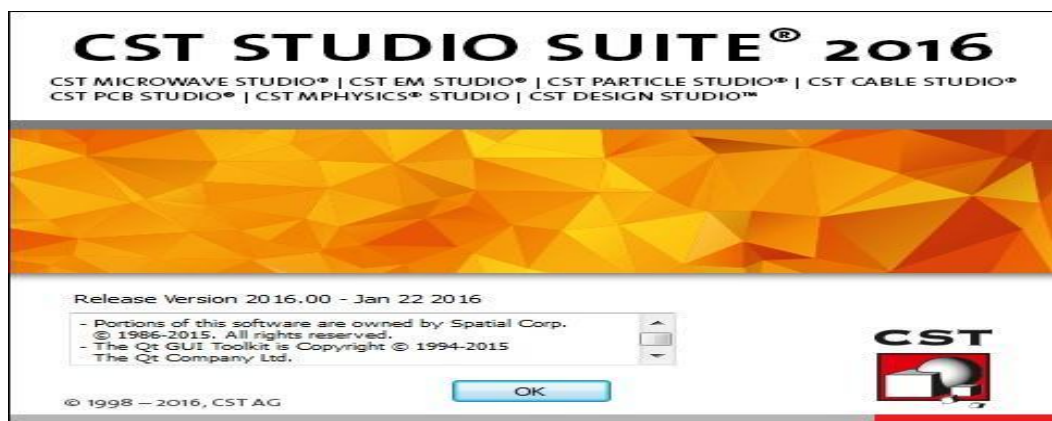 CST STUDIO SUITE® 2016
CST MICROWAVE STUDIO® | CST EM STUDIO® | CST PARTICLE STUDIO® | CST CABLE STUDIO®
CST PCB STUDIO® | CST MPHYSICS® STUDIO | CST DESIGN STUDIO™
Release Version 2016.00 - Jan 22 2016
- Portions of this software are owned by Spatial Corp.
© 1986-2015. All rights reserved.
- The Qt GUI Toolkit is Copyright © 1994-2015
The Qt Company Ltd.
CST
OK
© 1998 – 2016, CST AG